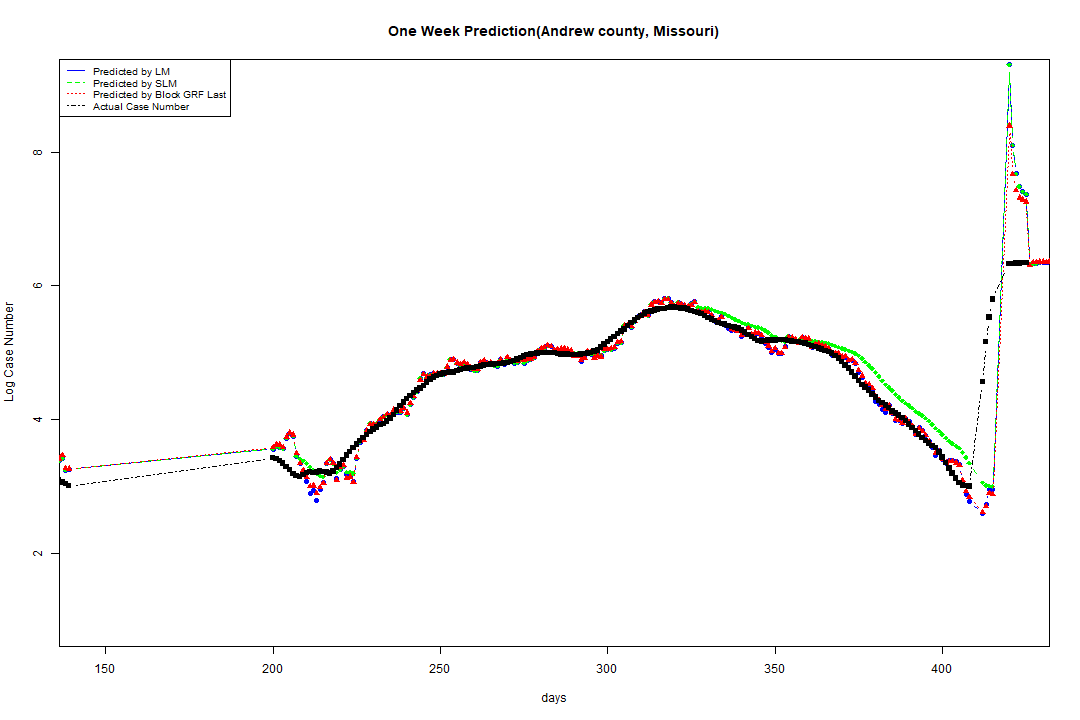 One Week Prediction(Andrew county, Missouri)
Predicted by LM
Predicted by SLM
Predicted by Block GRF Last
Actual Case Number
Log Case Number
8
6
4
2
150 200 250 300 350 400
days